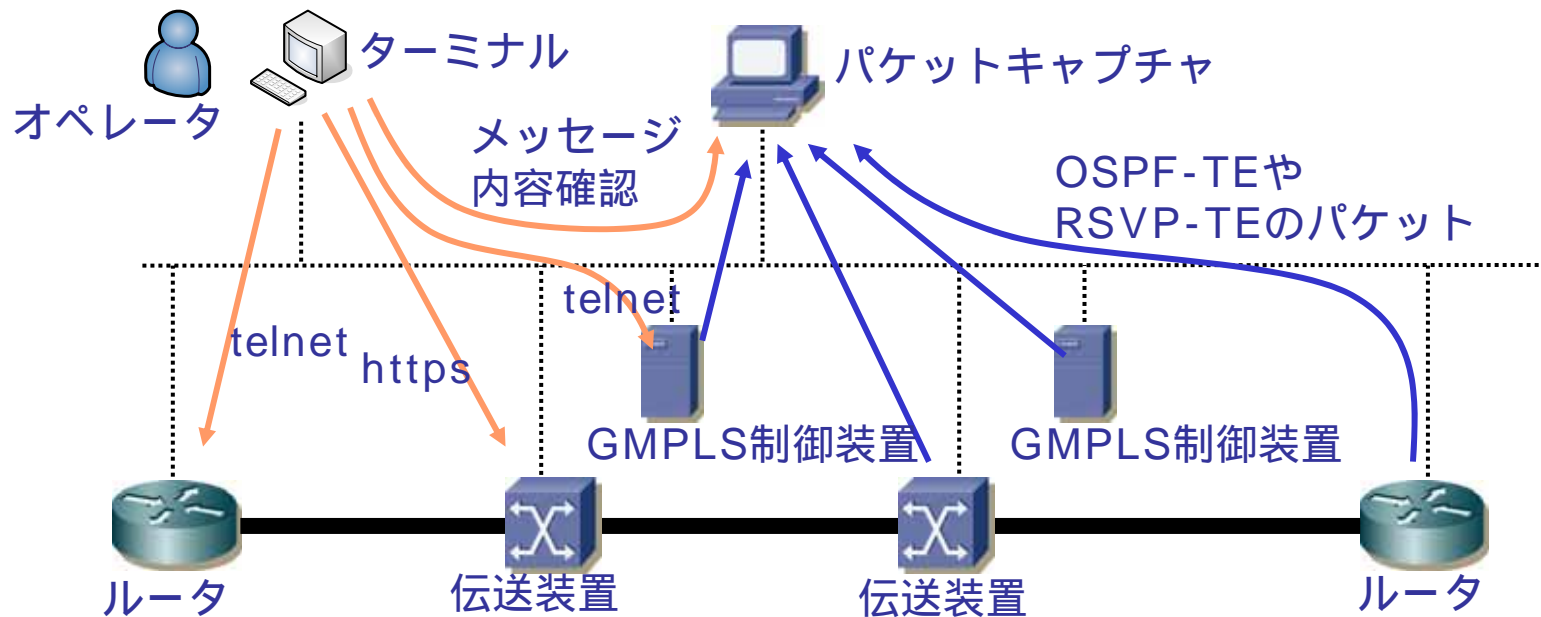 ターミナル
パケットキャプチャ
オペレータ
メッセージ
内容確認
OSPF-TEや
RSVP-TEのパケット
telnet
telnet
https
GMPLS制御装置
GMPLS制御装置
ルータ
伝送装置
伝送装置
ルータ